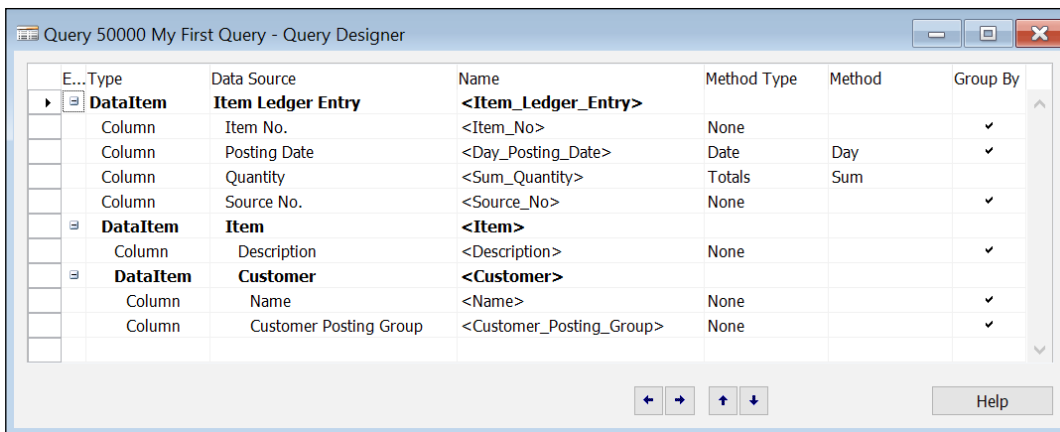 Query 50000 My First Query - Query Designer
E... Type Data Source Name Method Type Method Group By
DataItem Item Ledger Entry <Item_Ledger_Entry>
Column Item No. <Item_No> None
Column Posting Date <Day_Posting_Date> Date Day
Column Quantity <Sum_Quantity> Totals Sum
Column Source No. <Source_No> None
DataItem Item <Item>
Column Description <Description> None
DataItem Customer <Customer>
Column Name <Name> None
Column Customer Posting Group <Customer_Posting_Group> None
Help